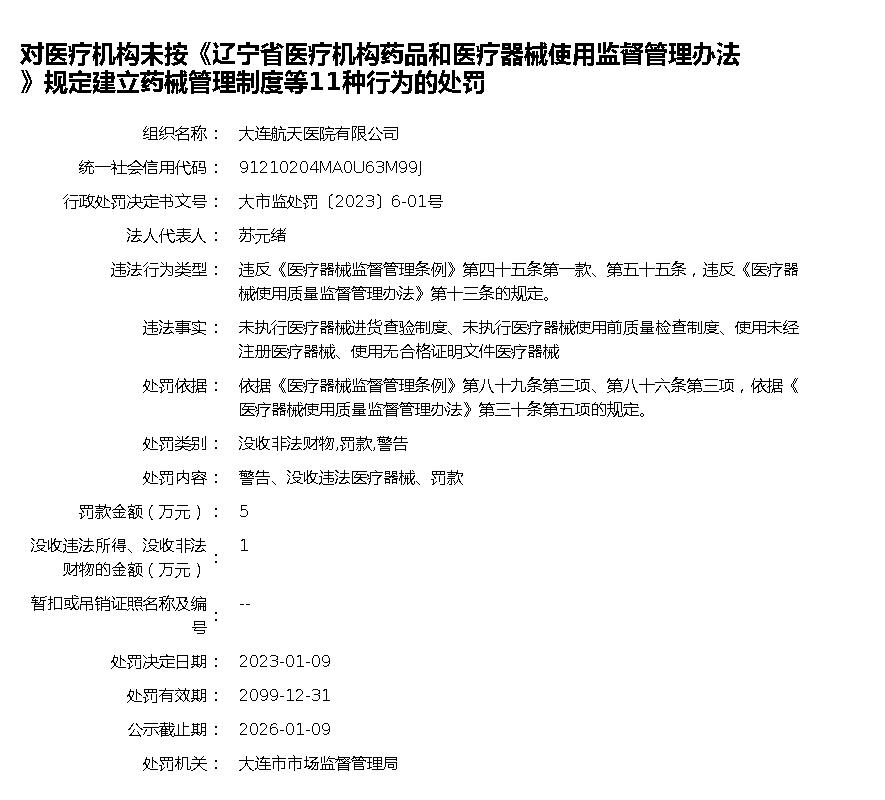 对医疗机构未按《辽宁省医疗机构药品和医疗器械使用监督管理办法
》规定建立药械管理制度等11种行为的处罚
组织名称： 大连航天医院有限公司
统一社会信用代码： 91210204MA0U63M99J
行政处罚决定书文号： 大市监处罚〔2023〕6-01号
法人代表人： 苏元绪
违法行为类型： 违反《医疗器械监督管理条例》第四十五条第一款、第五十五条，违反《医疗器
械使用质量监督管理办法》第十三条的规定。
违法事实： 未执行医疗器械进货查验制度、未执行医疗器械使用前质量检查制度、使用未经
注册医疗器械、使用无合格证明文件医疗器械
处罚依据： 依据《医疗器械监督管理条例》第八十九条第三项、第八十六条第三项，依据《
医疗器械使用质量监督管理办法》第三十条第五项的规定。
处罚类别： 没收非法财物,罚款,警告
处罚内容： 警告、没收违法医疗器械、罚款
罚款金额（万元）： 5
没收违法所得、没收非法
财物的金额（万元）： 1
暂扣或吊销证照名称及编
号： --
处罚决定日期： 2023-01-09
处罚有效期： 2099-12-31
公示截止期： 2026-01-09
处罚机关： 大连市市场监督管理局